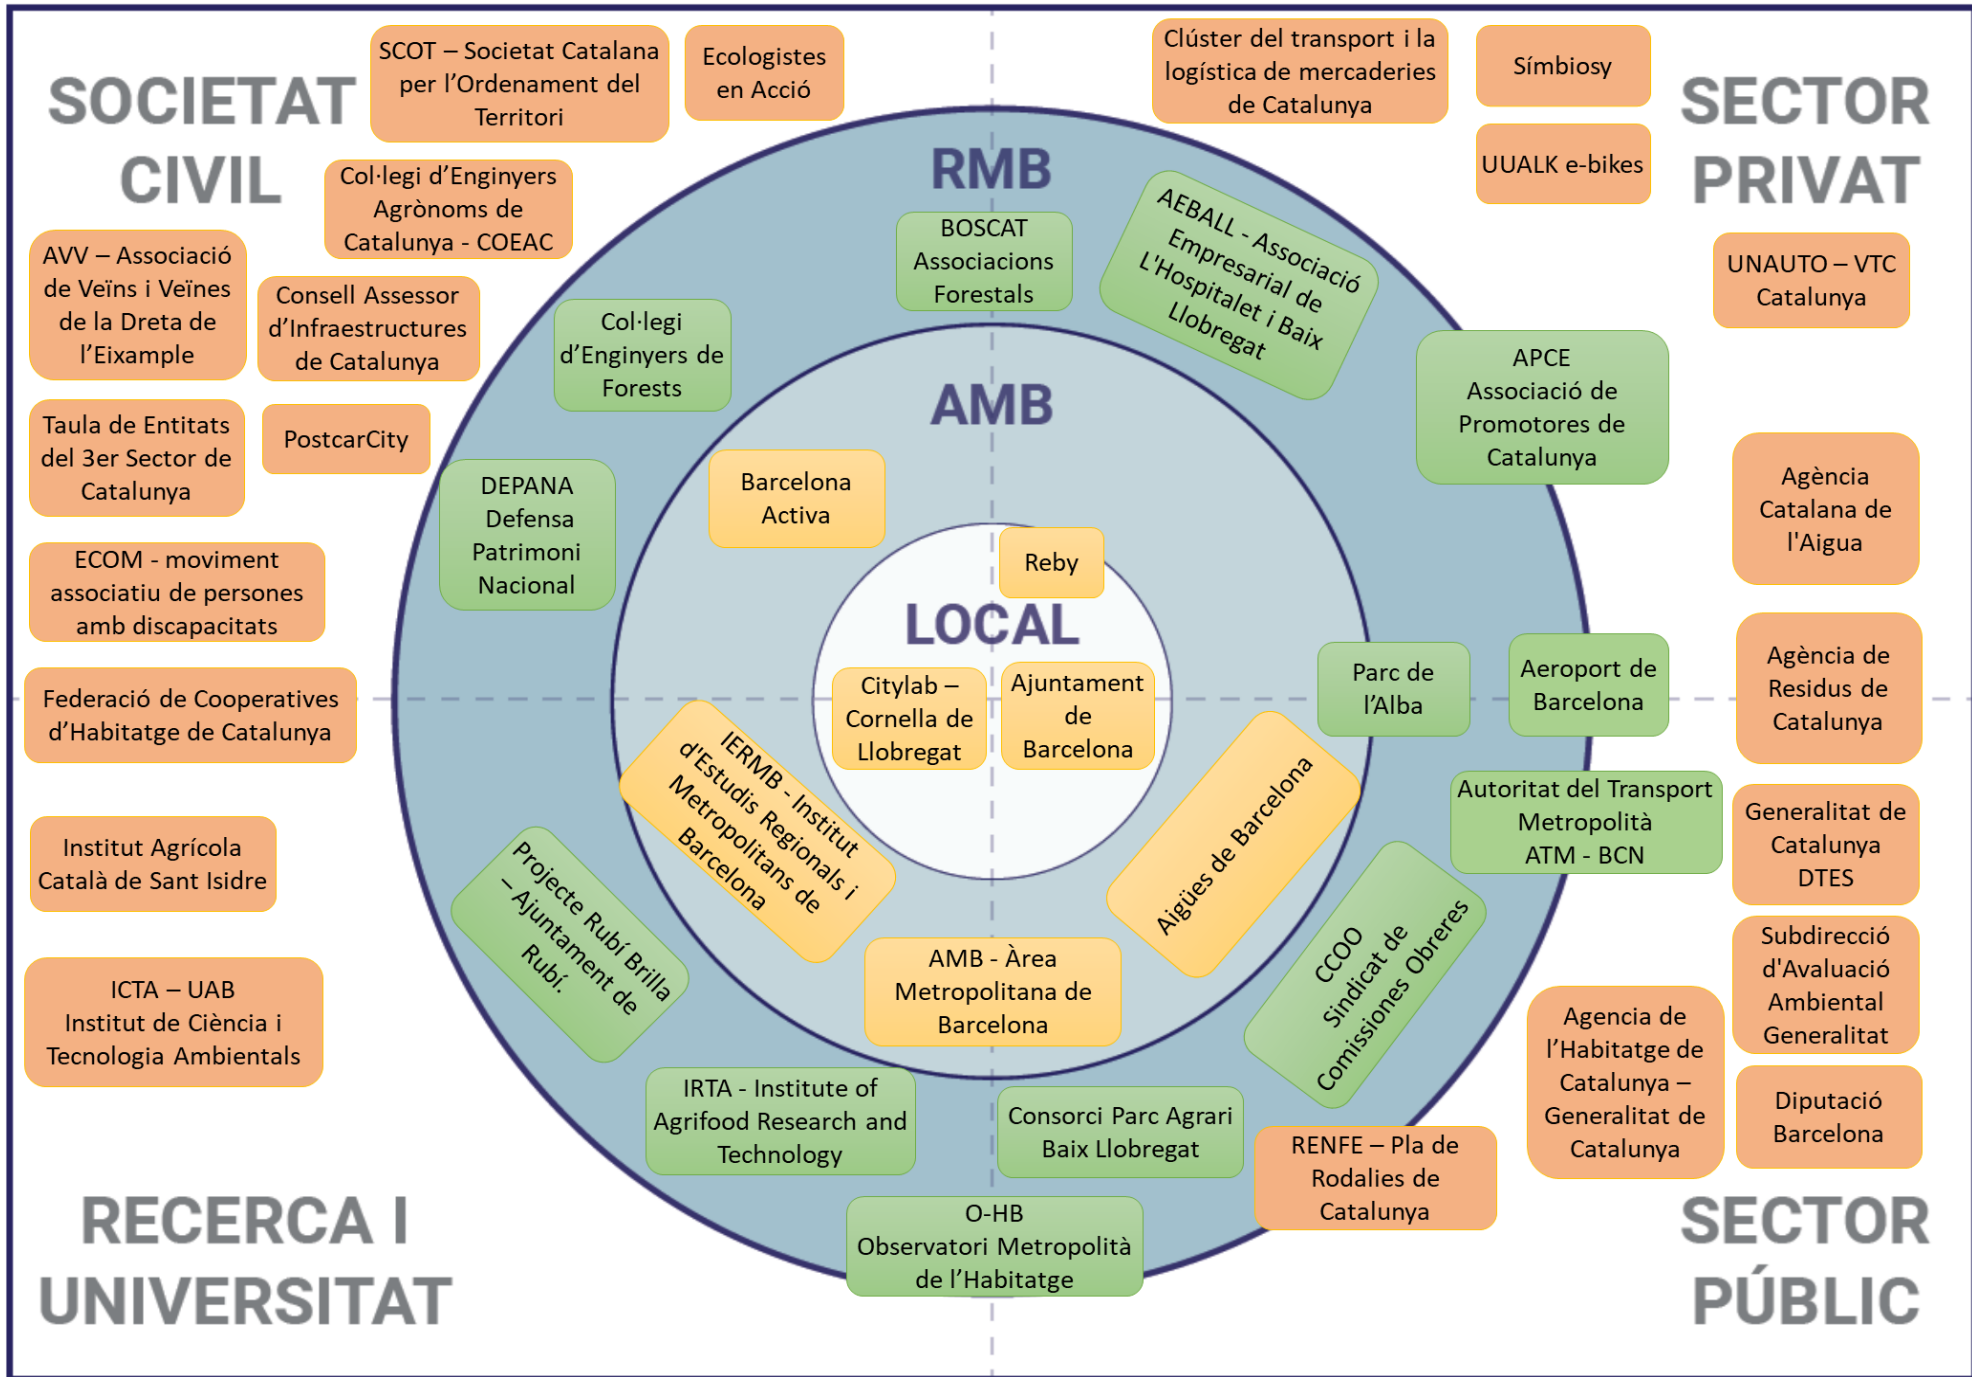 SOCIETAT
CIVIL
SCOT – Societat Catalana
per l’Ordenament del
Territori
Ecologistes
en Acció
Col·legi d’Enginyers
Agrònoms de
Catalunya - COEAC
AVV – Associació
de Veïns i Veïnes
de la Dreta de
l’Eixample
Consell Assessor
d’Infraestructures
de Catalunya
Taula de Entitats
del 3er Sector de
Catalunya
PostcarCity
ECOM - moviment
associatiu de persones
amb discapacitats
Federació de Cooperatives
d’Habitatge de Catalunya
Col·legi
d’Enginyers de
Forests
DEPANA
Defensa
Patrimoni
Nacional
Barcelona
Activa
RMB
BOSCAT
Associacions
Forestals
AMB
LOCAL
Clúster del transport i la
logística de mercaderies
de Catalunya
Símbiosy
UUALK e-bikes
SECTOR
PRIVAT
UNAUTO – VTC
Catalunya
AEBALL - Associació
Empresarial de
L'Hospitalet i Baix
Llobregat
APCE
Associació de
Promotores de
Catalunya
Reby
Agència
Catalana de
l'Aigua
Parc de
l’Alba
Aeroport de
Barcelona
Agència de
Residus de
Catalunya
Citylab –
Cornella de
Llobregat
Ajuntament
de
Barcelona
IERMB - Institut
d'Estudis Regionals i
Metropolitans de
Barcelona
Aigües de Barcelona
AMB - Àrea
Metropolitana de
Barcelona
Institut Agrícola
Català de Sant Isidre
ICTA – UAB
Institut de Ciència i
Tecnologia Ambientals
Projecte Rubí Brilla
– Ajuntament de
Rubí.
IRTA - Institute of
Agrifood Research and
Technology
O-HB
Observatori Metropolità
de l’Habitatge
Consorci Parc Agrari
Baix Llobregat
CCOO
Sindicat de
Comissiones Obreres
RENFE – Pla de
Rodalies de
Catalunya
Autoritat del Transport
Metropolità
ATM - BCN
Generalitat de
Catalunya
DTES
Subdirecció
d'Avaluació
Ambiental
Generalitat
Agencia de
l’Habitatge de
Catalunya –
Generalitat de
Catalunya
Diputació
Barcelona
RECERCA I
UNIVERSITAT
SECTOR
PÚBLIC